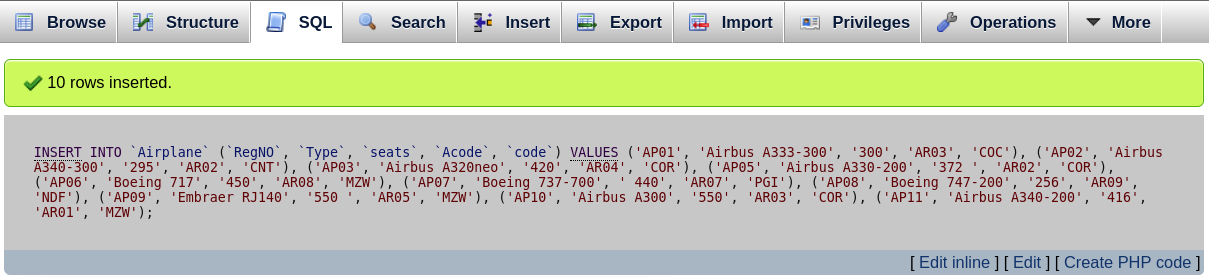 Browse Structure SQL Search Insert Export Import Privileges Operations More
10 rows inserted.
INSERT INTO `Airplane` (`RegNO`, `Type`, `seats`, `Acode`, `code`) VALUES ('AP01', 'Airbus A333-300', '300', 'AR03', 'COC'), ('AP02', 'Airbus
A340-300', '295', 'AR02', 'CNT'), ('AP03', 'Airbus A320neo', '420', 'AR04', 'COR'), ('AP05', 'Airbus A330-200', '372 ', 'AR02', 'COR'),
('AP06', 'Boeing 717', '450', 'AR08', 'MZW'), ('AP07', 'Boeing 737-700', ' 440', 'AR07', 'PGI'), ('AP08', 'Boeing 747-200', '256', 'AR09',
'NDF'), ('AP09', 'Embraer RJ140', '550 ', 'AR05', 'MZW'), ('AP10', 'Airbus A300', '550', 'AR03', 'COR'), ('AP11', 'Airbus A340-200', '416',
'AR01', 'MZW');
[ Edit inline ] [ Edit ] [ Create PHP code ]